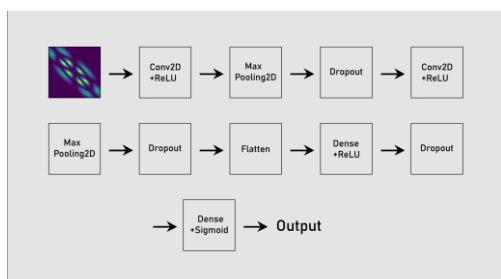 Conv2D
+ReLU
Max
Pooling2D
Dropout
Conv2D
+ReLU
Max
Pooling2D
Dropout
Flatten
Dense
+ReLU
Dropout
Dense
+Sigmoid
Output